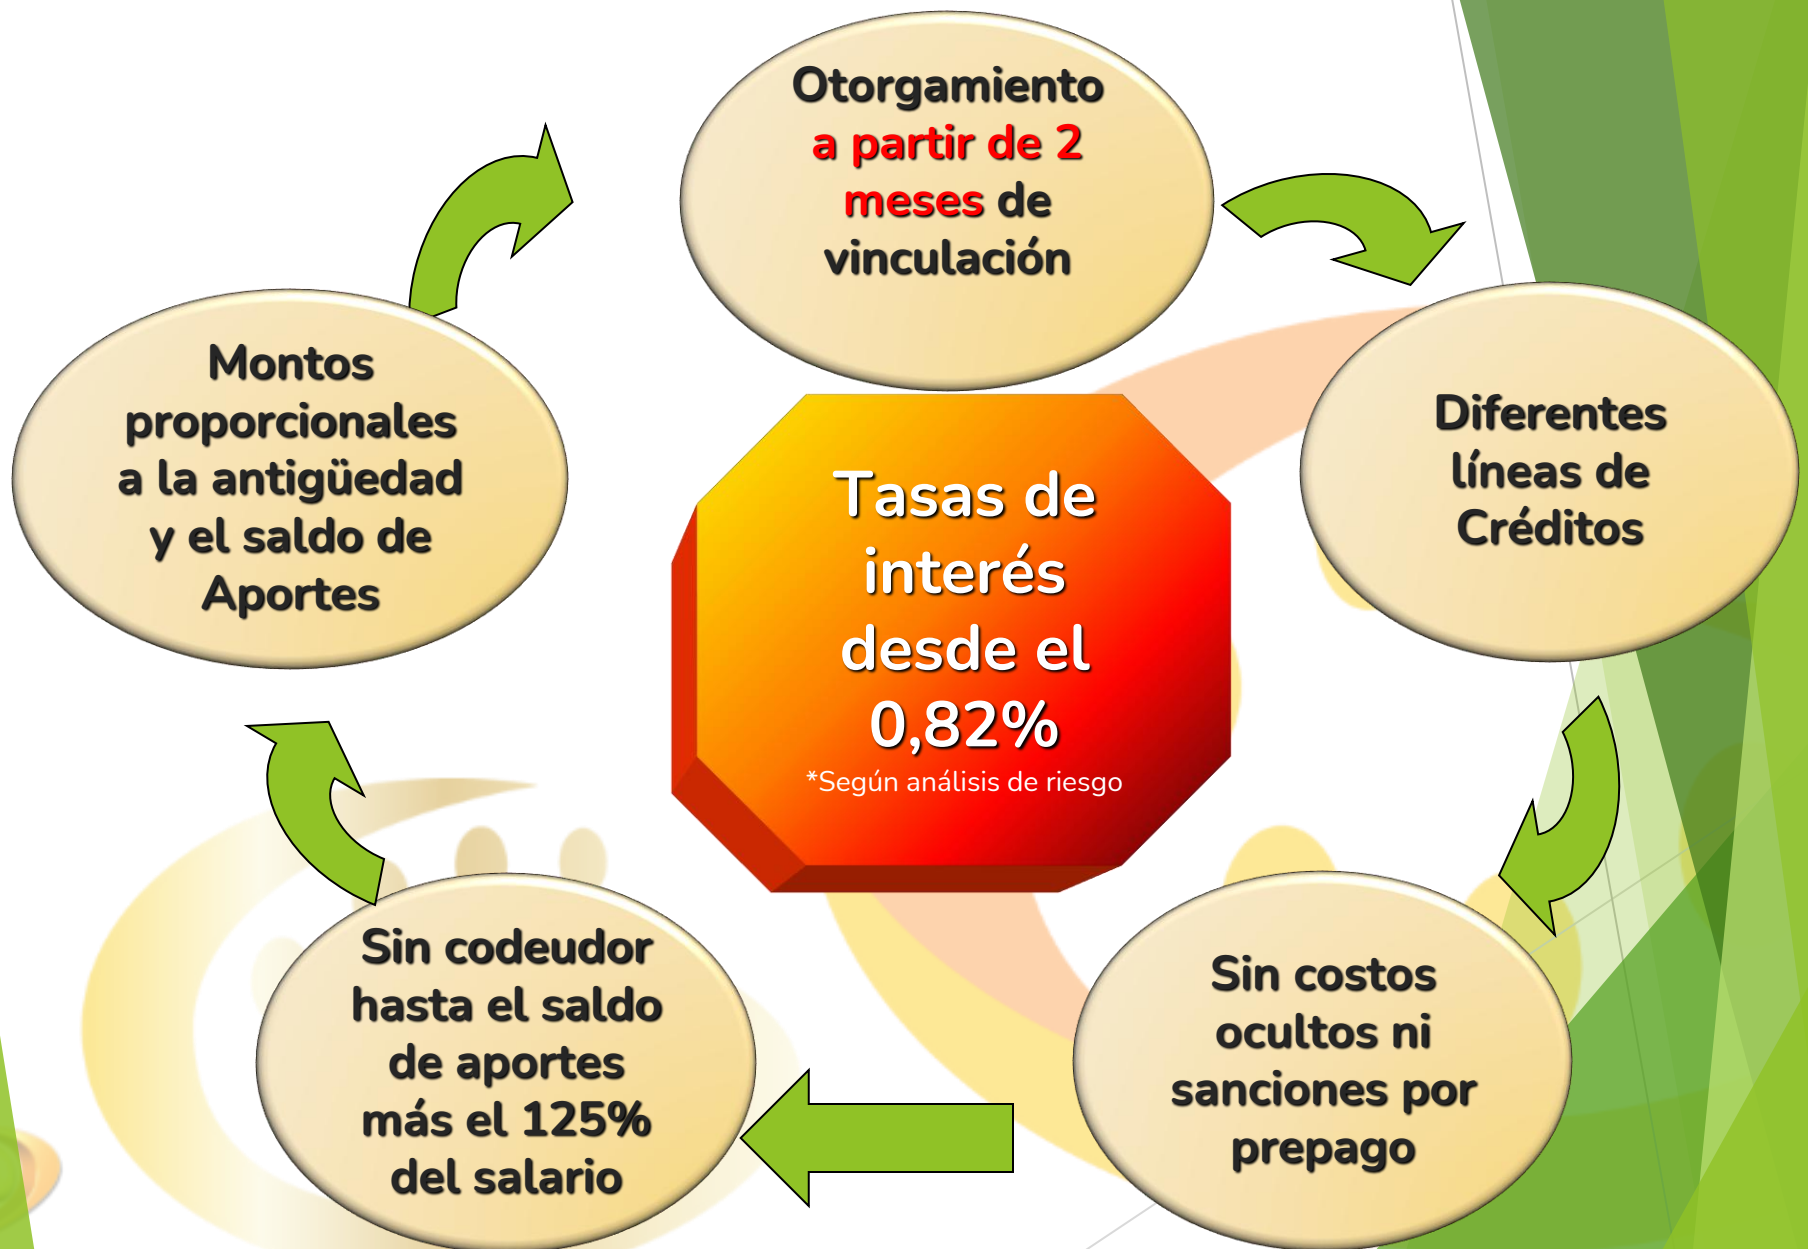 Otorgamiento
a partir de 2
meses de
vinculación
Diferentes
líneas de
Créditos
Sin costos
ocultos ni
sanciones por
prepago
Sin codeudor
hasta el saldo
de aportes
más el 125%
del salario
Montos
proporcionales
a la antigüedad
y el saldo de
Aportes
Tasas de
interés
desde el
0,82%
*Según análisis de riesgo